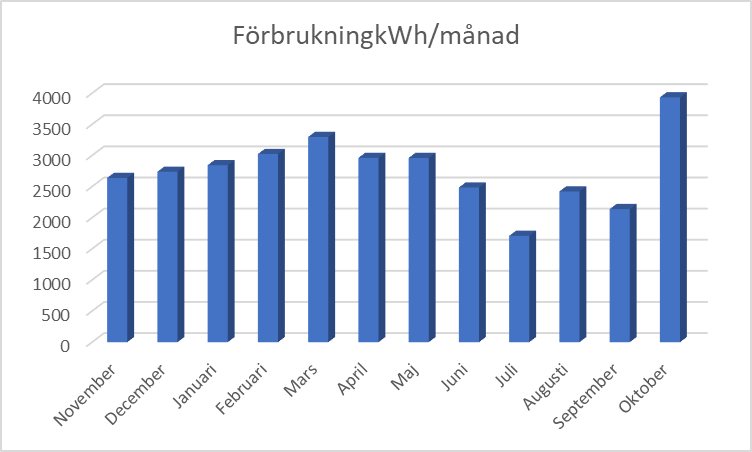 FörbrukningkWh/månad
4000
3500
3000
2500
2000
1500
1000
500
0
November
December
Januari
Februari
Mars
April
Maj
Juni
Juli
Augusti
September
Oktober